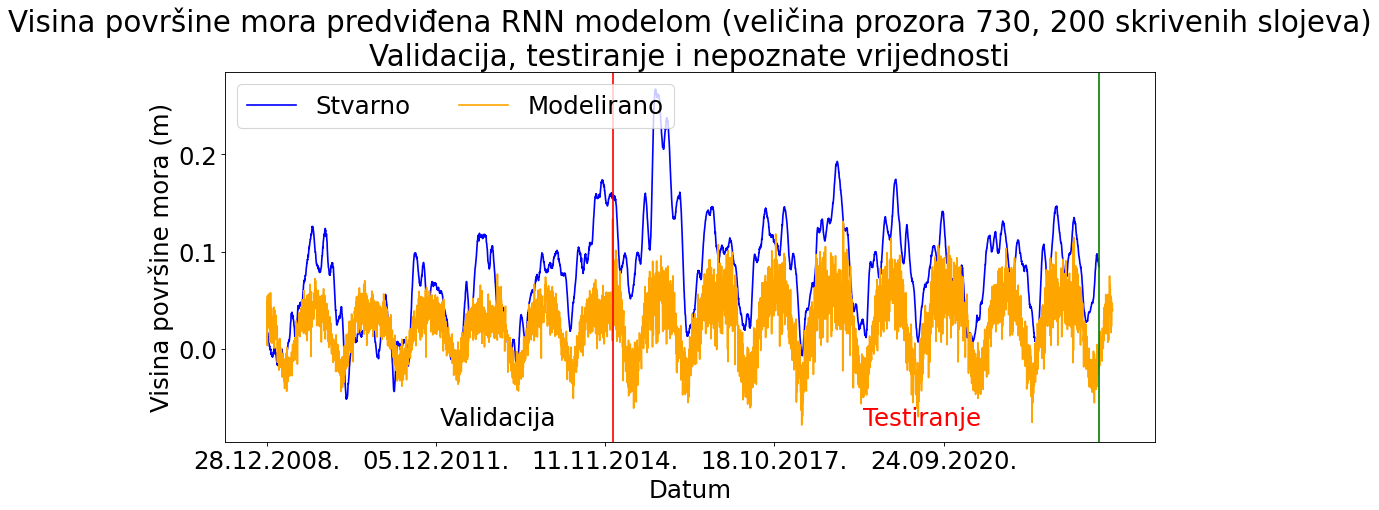 Visina površine mora predviđena RNN modelom (veličina prozora 730, 200 skrivenih slojeva)
Validacija, testiranje i nepoznate vrijednosti
Stvarno
Modelirano
Visina površine mora (m)
0.2
0.1
0.0
Validacija
Testiranje
28.12.2008.
05.12.2011.
11.11.2014.
18.10.2017.
24.09.2020.
Datum